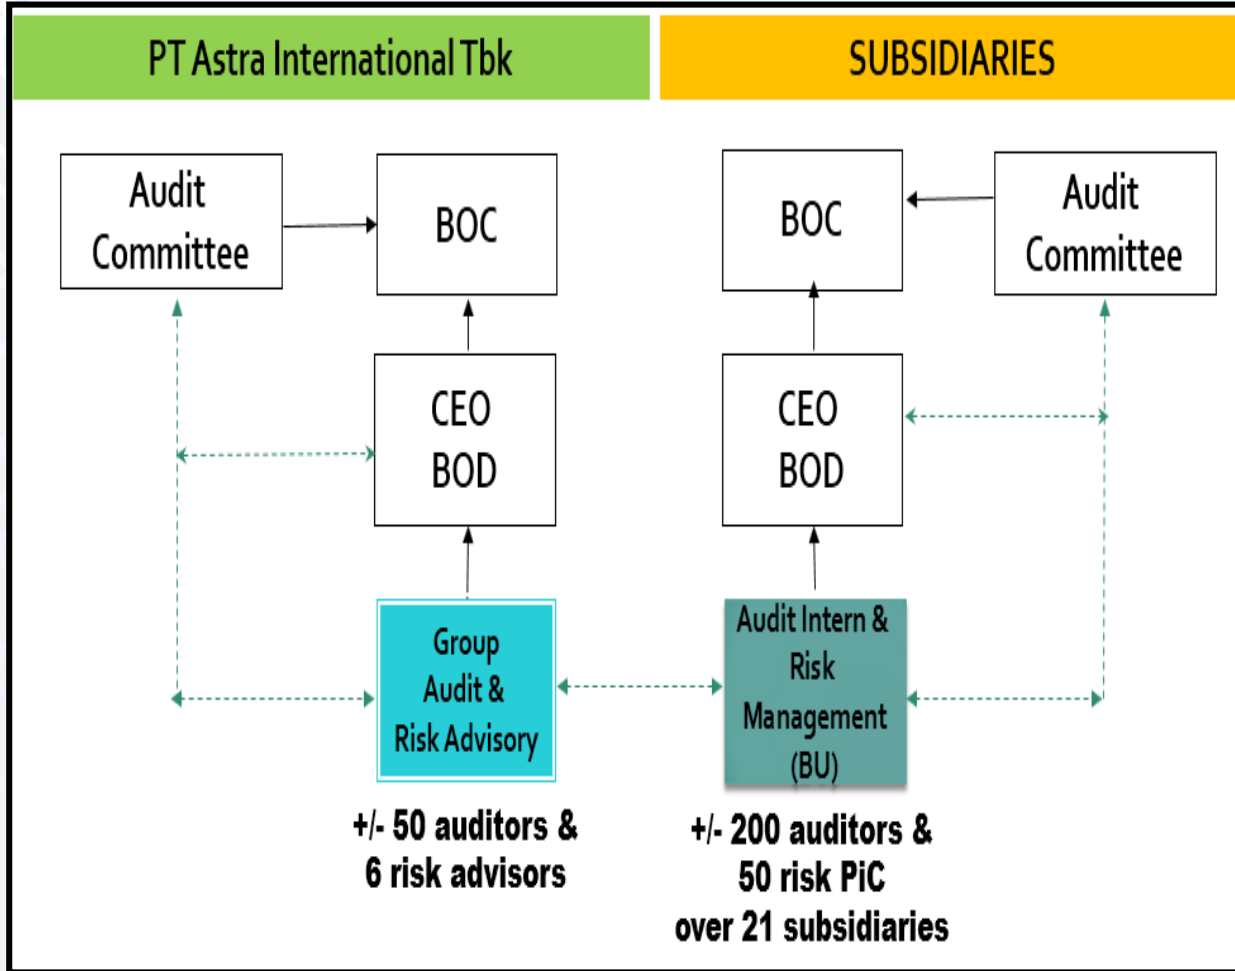 PT Astra International Tbk
SUBSIDIARIES
Audit
Committee
BOC
BOC
Audit
Committee
CEO
BOD
CEO
BOD
Group
Audit &
Risk Advisory
Audit Intern &
Risk
Management
(BU)
+/- 50 auditors &
6 risk advisors
+/- 200 auditors &
50 risk PiC
over 21 subsidiaries